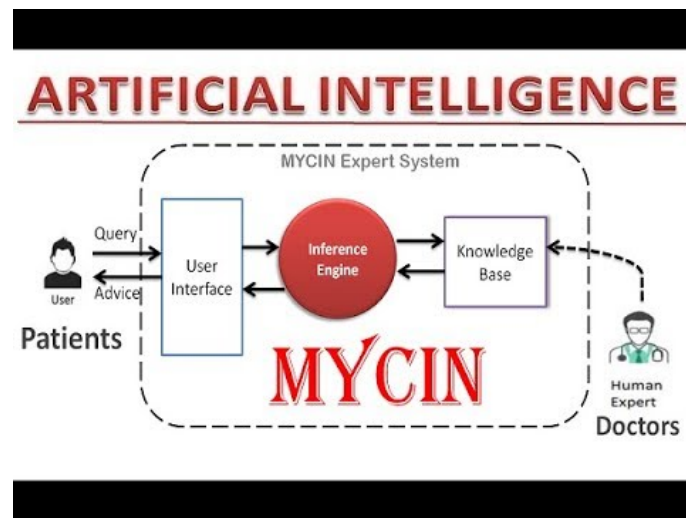 ARTIFICIAL INTELLIGENCE
MYCIN Expert System
Query
User
Advice
Patients
User
Interface
Inference
Engine
Knowledge
Base
MYCIN
Human
Expert
Doctors